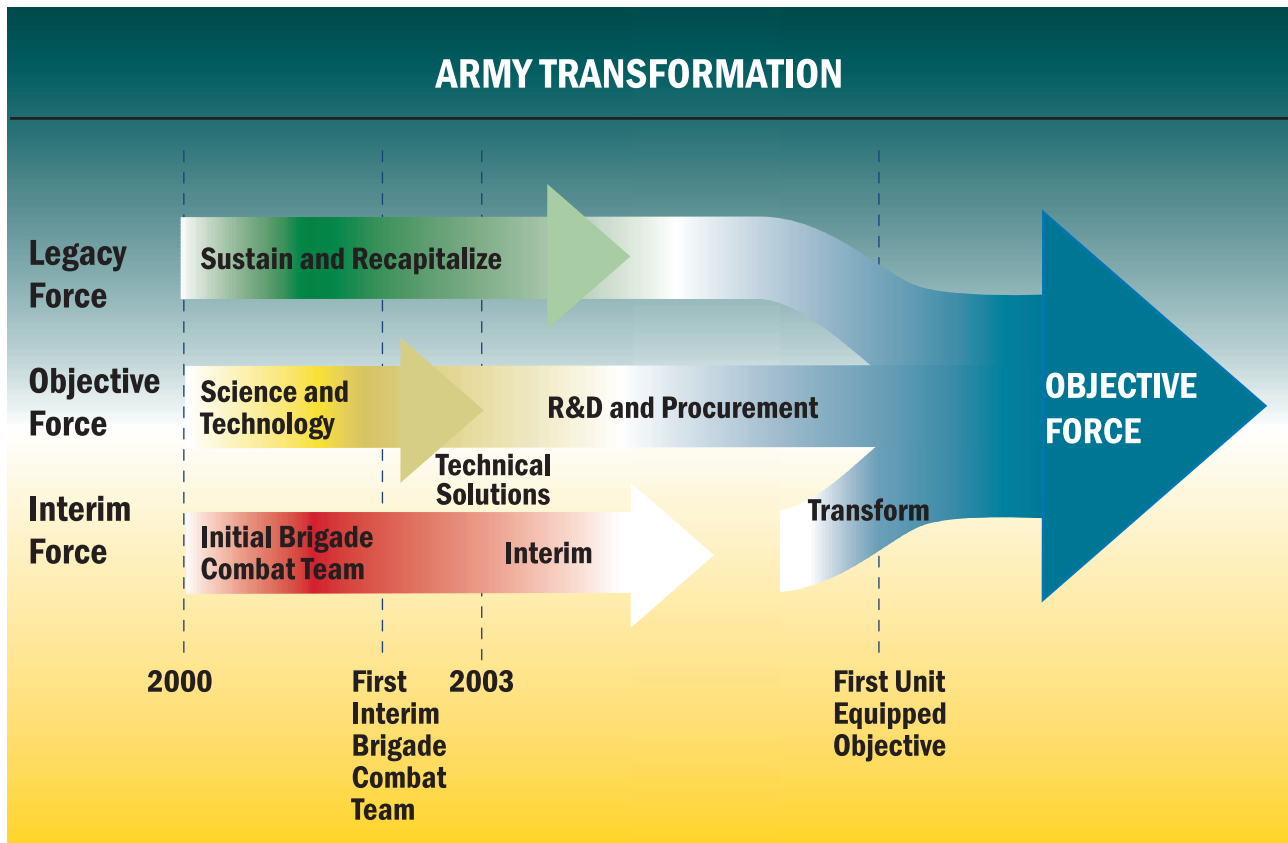 ARMY TRANSFORMATION
Legacy
Force
Sustain and Recapitalize
Objective
Force
Science and
Technology
R&D and Procurement
OBJECTIVE
FORCE
Technical
Solutions
Interim
Force
Initial Brigade
Combat Team
Interim
Transform
2000
First
Interim
Brigade
Combat
Team
2003
First Unit
Equipped
Objective